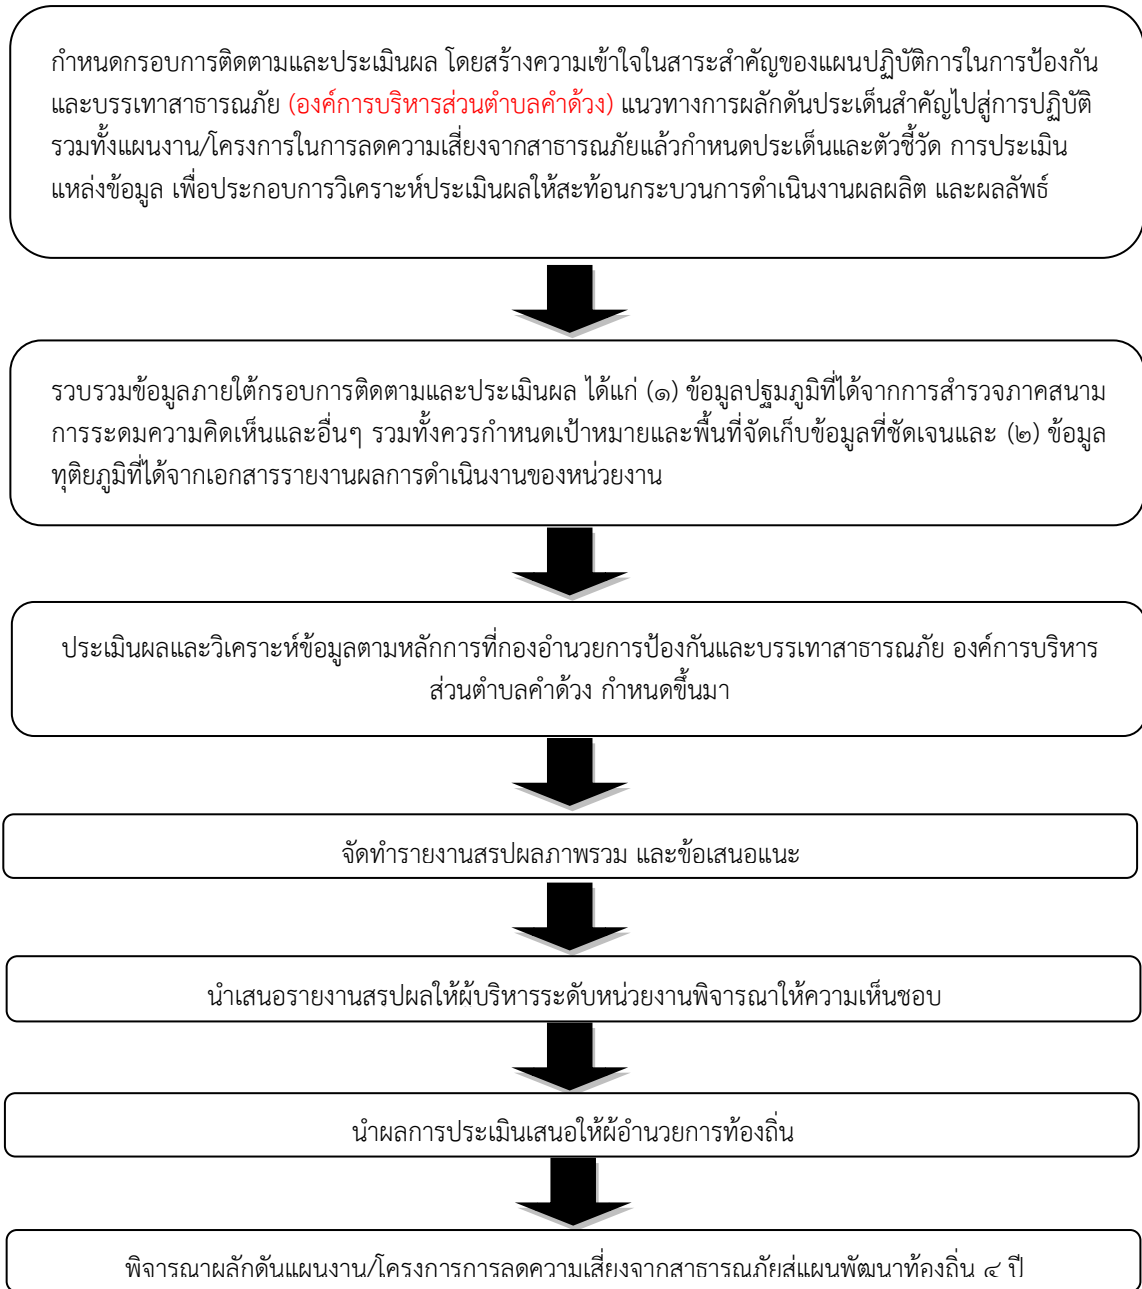 กำหนดกรอบการติดตามและประเมินผล โดยสร้างความเข้าใจในสาระสำคัญของแผนปฏิบัติการในการป้องกัน
และบรรเทาสาธารณภัย (องค์การบริหารส่วนตำบลคำด้วง) แนวทางการผลักดันประเด็นสำคัญไปสู่การปฏิบัติ
รวมทั้งแผนงาน/โครงการในการลดความเสี่ยงจากสาธารณภัยแล้วกำหนดประเด็นและตัวชี้วัด การประเมิน
แหล่งข้อมูล เพื่อประกอบการวิเคราะห์ประเมินผลให้สะท้อนกระบวนการดำเนินงานผลผลิต และผลลัพธ์
รวบรวมข้อมูลภายใต้กรอบการติดตามและประเมินผล ได้แก่ (๑) ข้อมูลปฐมภูมิที่ได้จากการสำรวจภาคสนาม
การระดมความคิดเห็นและอื่นๆ รวมทั้งควรกำหนดเป้าหมายและพื้นที่จัดเก็บข้อมูลที่ชัดเจนและ (๒) ข้อมูล
ทุติยภูมิที่ได้จากเอกสารรายงานผลการดำเนินงานของหน่วยงาน
ประเมินผลและวิเคราะห์ข้อมูลตามหลักการที่กองอำนวยการป้องกันและบรรเทาสาธารณภัย องค์การบริหาร
ส่วนตำบลคำด้วง กำหนดขึ้นมา
จัดทำรายงานสรุปผลภาพรวม และข้อเสนอแนะ
นำเสนอรายงานสรุปผลให้ผู้บริหารระดับหน่วยงานพิจารณาให้ความเห็นชอบ
นำผลการประเมินเสนอให้ผู้อำนวยการท้องถิ่น
พิจารณาผลักดันแผนงาน/โครงการการลดความเสี่ยงจากสาธารณภัยสู่แผนพัฒนาท้องถิ่น ๔ ปี